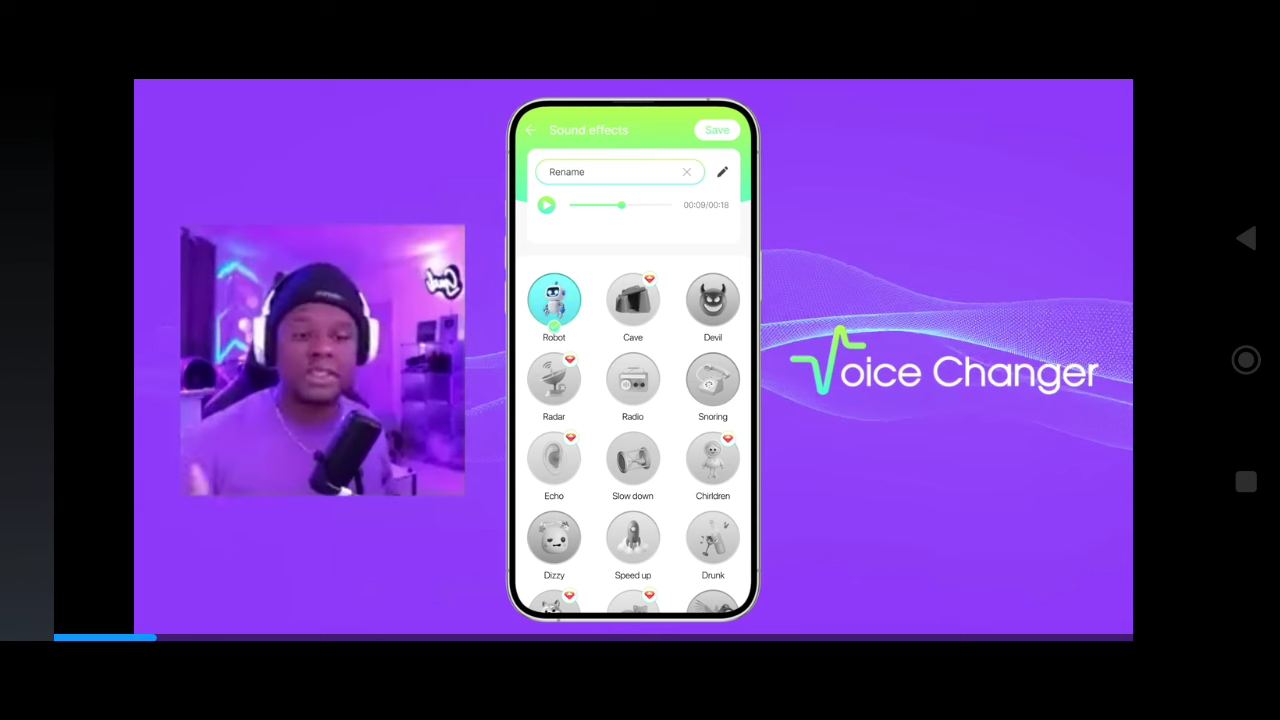 Sound effects
Save
Rename
00:09/00:18
Robot
Cave
Devil
Radar
Radio
Snoring
Echo
Slow down
Chirldren
Dizzy
Speed up
Drunk
Voice Changer